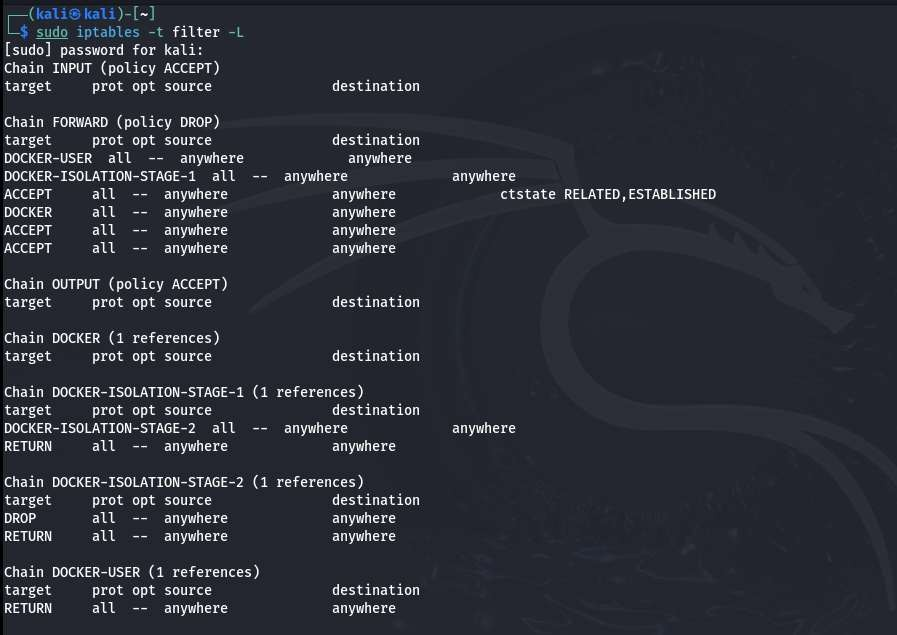 ┌──(kali㉿kali)-[~]
└─$ sudo iptables -t filter -L
[sudo] password for kali:
Chain INPUT (policy ACCEPT)
target     prot opt source               destination

Chain FORWARD (policy DROP)
target     prot opt source               destination
DOCKER-USER  all  --  anywhere             anywhere
DOCKER-ISOLATION-STAGE-1  all  --  anywhere             anywhere
ACCEPT     all  --  anywhere             anywhere             ctstate RELATED,ESTABLISHED
DOCKER     all  --  anywhere             anywhere
ACCEPT     all  --  anywhere             anywhere
ACCEPT     all  --  anywhere             anywhere

Chain OUTPUT (policy ACCEPT)
target     prot opt source               destination

Chain DOCKER (1 references)
target     prot opt source               destination

Chain DOCKER-ISOLATION-STAGE-1 (1 references)
target     prot opt source               destination
DOCKER-ISOLATION-STAGE-2  all  --  anywhere             anywhere
RETURN     all  --  anywhere             anywhere

Chain DOCKER-ISOLATION-STAGE-2 (1 references)
target     prot opt source               destination
DROP       all  --  anywhere             anywhere
RETURN     all  --  anywhere             anywhere

Chain DOCKER-USER (1 references)
target     prot opt source               destination
RETURN     all  --  anywhere             anywhere